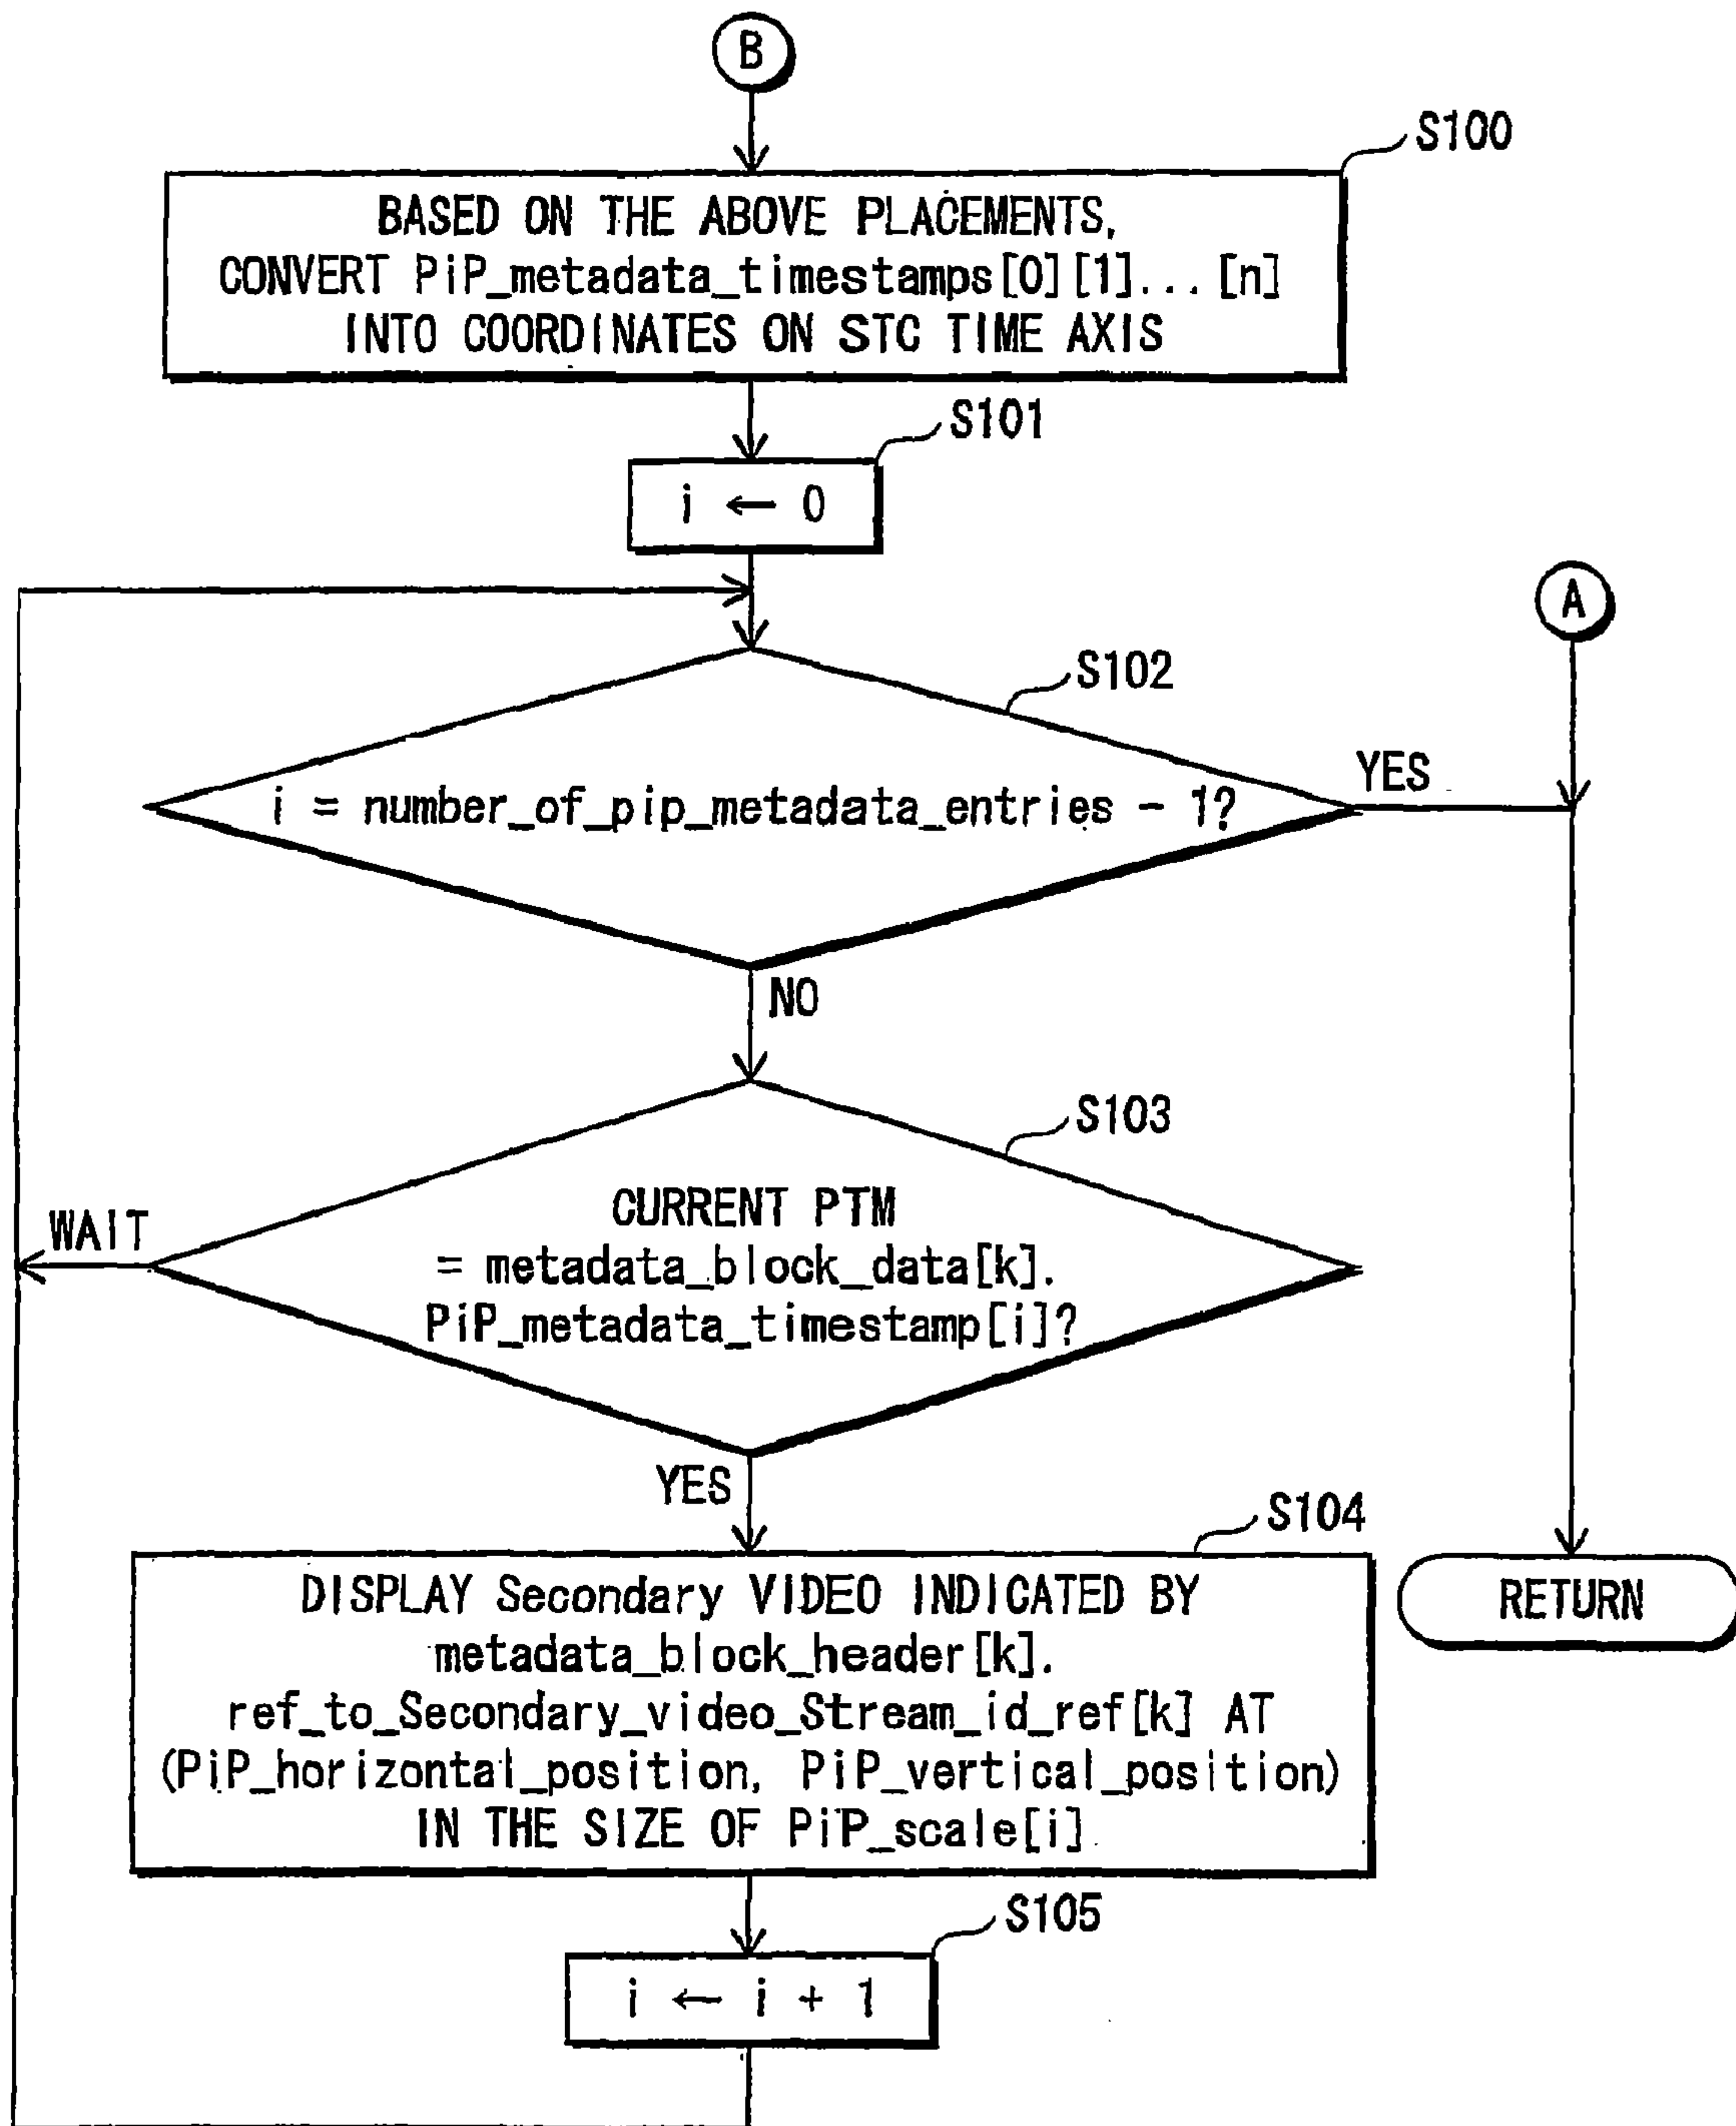 B
S100
BASED ON THE ABOVE PLACEMENTS,
CONVERT PiP_metadata_timestamps[0][1]...[n]
INTO COORDINATES ON STC TIME AXIS
S101
i ← 0
A
S102
YES
i = number_of_pip_metadata_entries - 1?
NO
S103
CURRENT PTM
WAIT
= metadata_block_data[k].
PiP_metadata_timestamp[i]?
YES
S104
DISPLAY Secondary VIDEO INDICATED BY
metadata_block_header[k].
ref_to_Secondary_video_Stream_id_ref[k] AT
(PiP_horizontal_position, PiP_vertical_position)
IN THE SIZE OF PiP_scale[i]
RETURN
S105
i ← i + 1